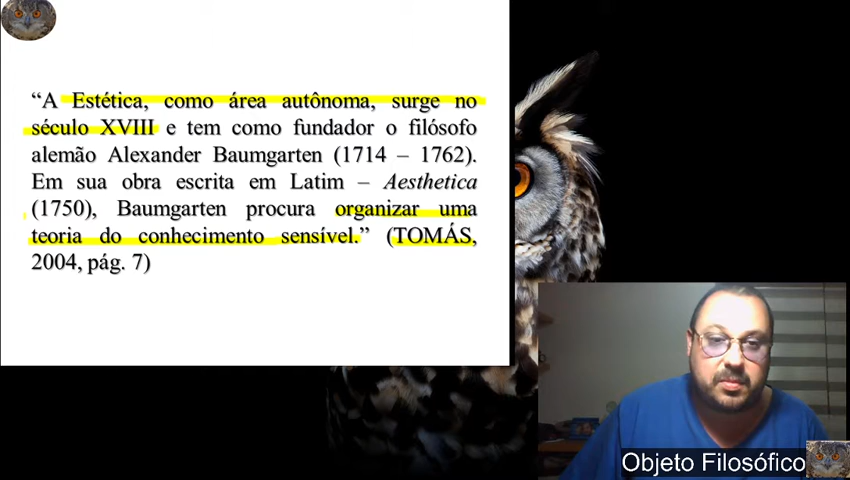 “A Estética, como área autônoma, surge no
século XVIII e tem como fundador o filósofo
alemão Alexander Baumgarten (1714 – 1762).
Em sua obra escrita em Latim – Aesthetica
(1750), Baumgarten procura organizar uma
teoria do conhecimento sensível.” (TOMÁS,
2004, pág. 7)
Objeto Filosófico